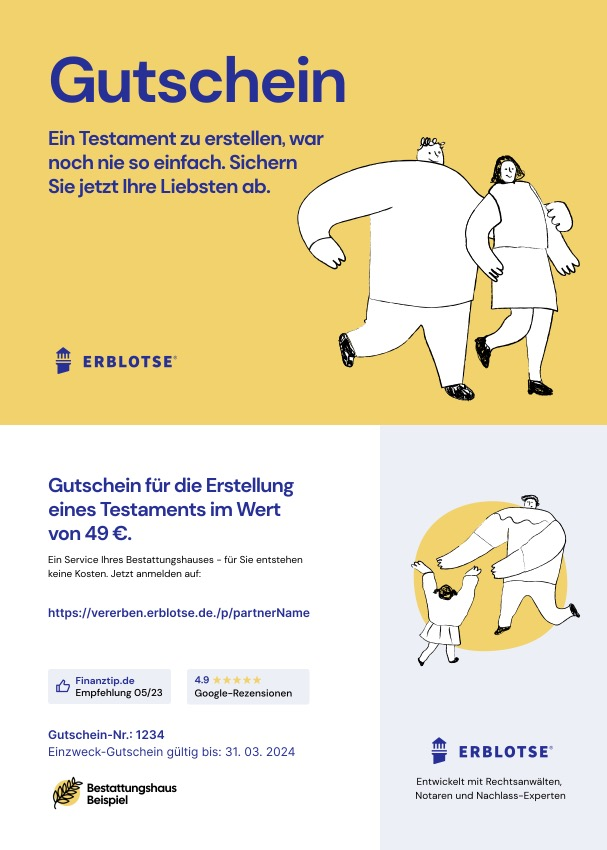 Gutschein
Ein Testament zu erstellen, war
noch nie so einfach. Sichern
Sie jetzt Ihre Liebsten ab.
ERBLOTSE®
Gutschein für die Erstellung
eines Testaments im Wert
von 49 €.
Ein Service Ihres Bestattungshauses - für Sie entstehen
keine Kosten. Jetzt anmelden auf:
https://vererben.erblotse.de./p/partnerName
Finanztip.de
Empfehlung 05/23
4.9 ★★★★★
Google-Rezensionen
Gutschein-Nr.: 1234
Einzweck-Gutschein gültig bis: 31. 03. 2024
Bestattungshaus
Beispiel
ERBLOTSE®
Entwickelt mit Rechtsanwälten,
Notaren und Nachlass-Experten